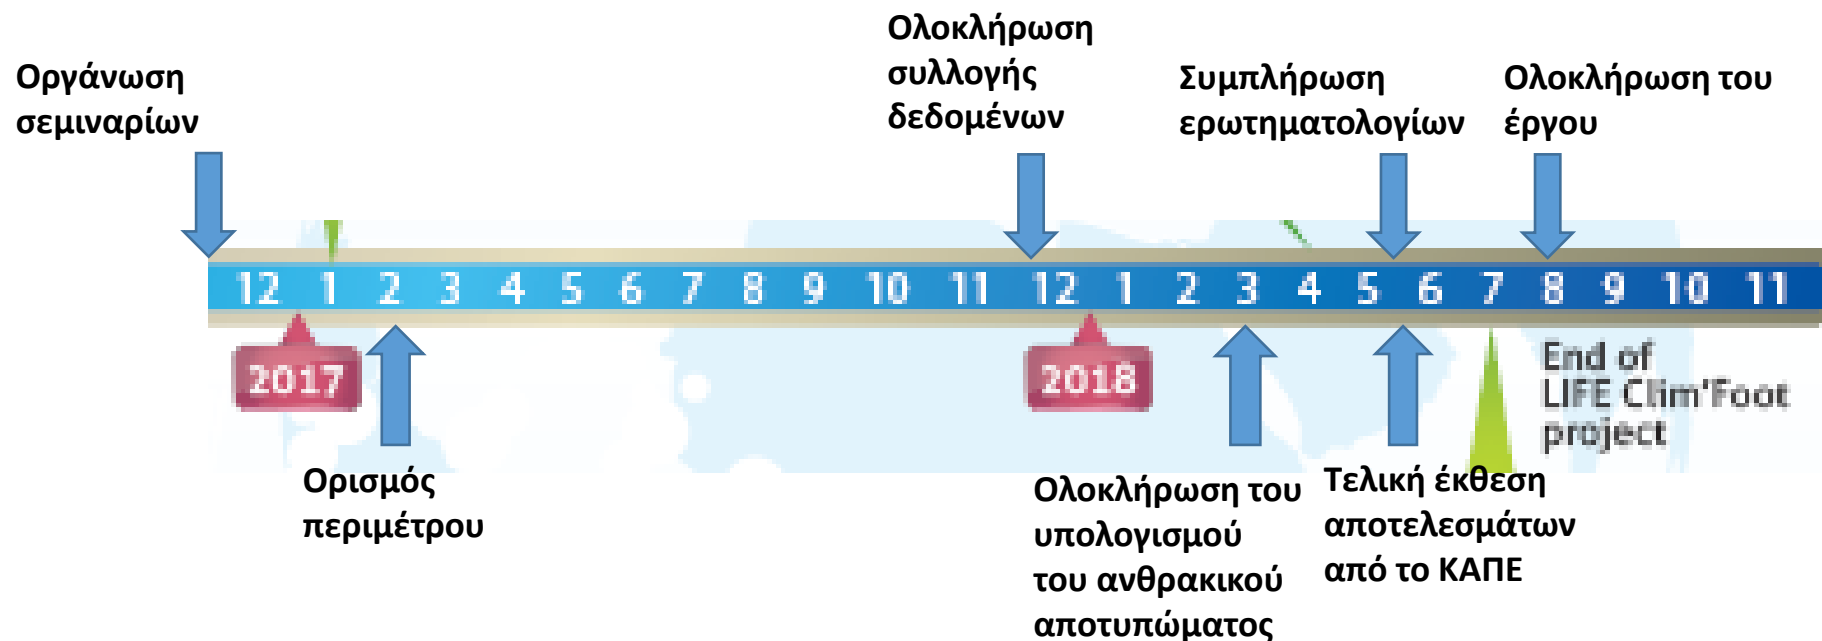 Οργάνωση
σεμιναρίων
Ολοκλήρωση
συλλογής
δεδομένων
Συμπλήρωση
ερωτηματολογίων
Ολοκλήρωση του
έργου
12 1 2 3 4 5 6 7 8 9 10 11 12 1 2 3 4 5 6 7 8 9 10 11
2017
2018
End of
LIFE Clim'Foot
project
Ορισμός
περιμέτρου
Ολοκλήρωση του
υπολογισμού
του ανθρακικού
αποτυπώματος
Τελική έκθεση
αποτελεσμάτων
από το ΚΑΠΕ